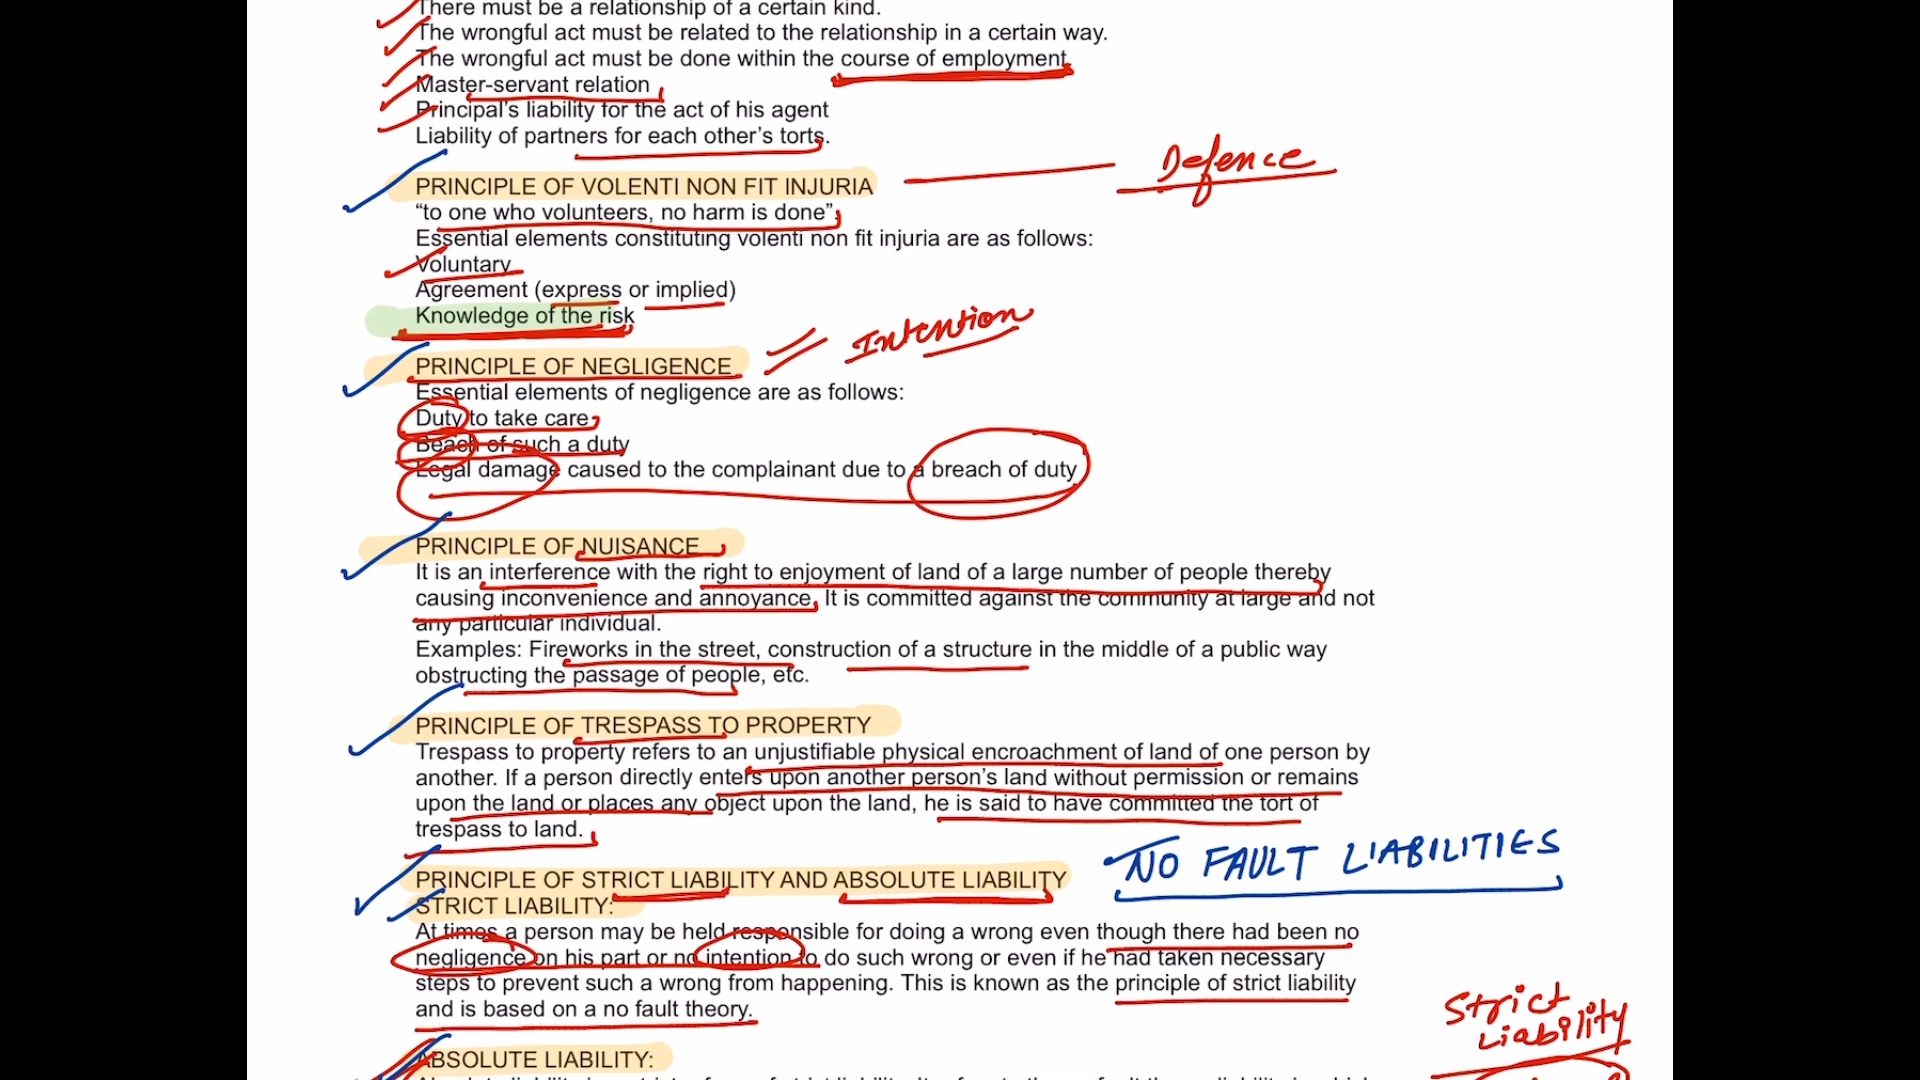 There must be a relationship of a certain kind.
The wrongful act must be related to the relationship in a certain way.
The wrongful act must be done within the course of employment.
Master-servant relation
Principal's liability for the act of his agent
Liability of partners for each other's torts.
Defence
PRINCIPLE OF VOLENTI NON FIT INJURIA
“to one who volunteers, no harm is done”.
Essential elements constituting volenti non fit injuria are as follows:
Voluntary
Agreement (express or implied)
Knowledge of the risk
Intention
PRINCIPLE OF NEGLIGENCE
Essential elements of negligence are as follows:
Duty to take care
Beach of such a duty
Legal damage caused to the complainant due to a breach of duty
PRINCIPLE OF NUISANCE
It is an interference with the right to enjoyment of land of a large number of people thereby
causing inconvenience and annoyance. It is committed against the community at large and not
any particular individual.
Examples: Fireworks in the street, construction of a structure in the middle of a public way
obstructing the passage of people, etc.
PRINCIPLE OF TRESPASS TO PROPERTY
Trespass to property refers to an unjustifiable physical encroachment of land of one person by
another. If a person directly enters upon another person's land without permission or remains
upon the land or places any object upon the land, he is said to have committed the tort of
trespass to land.
NO FAULT LIABILITIES
PRINCIPLE OF STRICT LIABILITY AND ABSOLUTE LIABILITY
STRICT LIABILITY:
At times a person may be held responsible for doing a wrong even though there had been no
negligence on his part or no intention to do such wrong or even if he had taken necessary
steps to prevent such a wrong from happening. This is known as the principle of strict liability
and is based on a no fault theory.
Strict
Liability
ABSOLUTE LIABILITY: